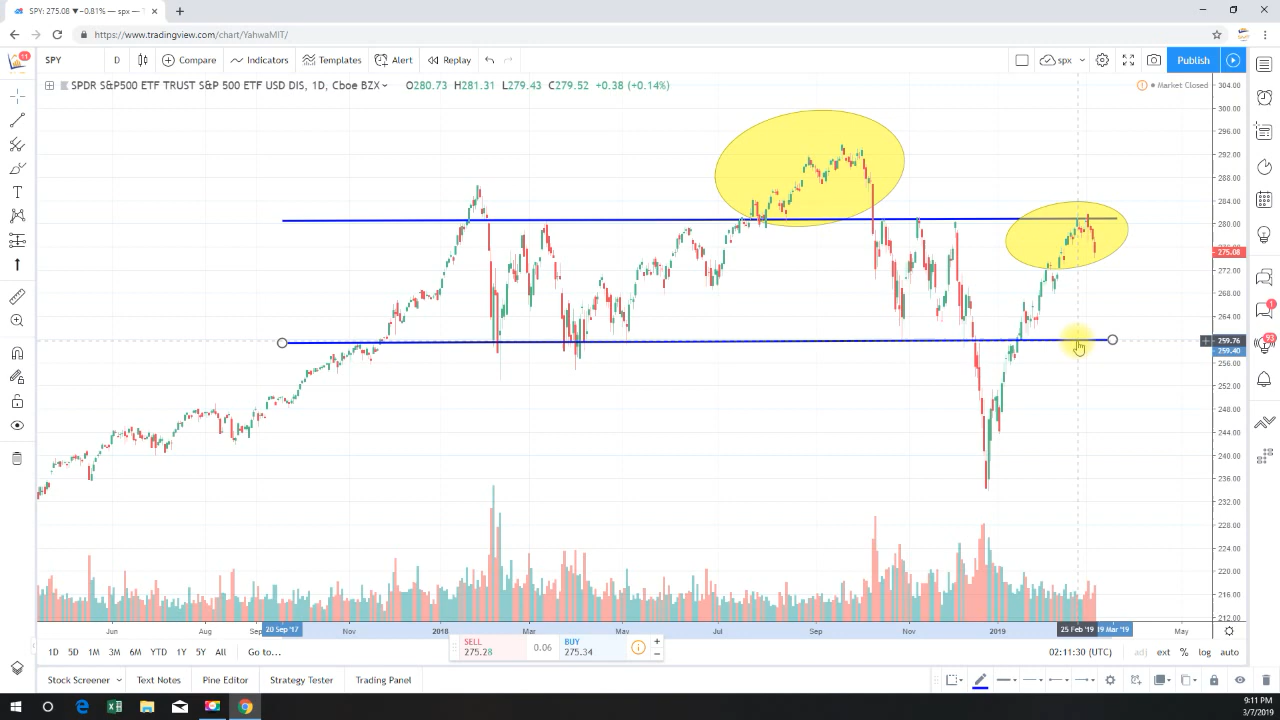 SPY: 275.08 ▼−0.81% — spx —
https://www.tradingview.com/chart/YahwaMIT/
11
SPY
D
Compare
Indicators
Templates
Alert
Replay
spx
Publish
SPDR S&P500 ETF TRUST S&P 500 ETF USD DIS, 1D, Cboe BZX
O280.73 H281.31 L279.43 C279.52 +0.38 (+0.14%)
Market Closed
304.00
300.00
296.00
292.00
288.00
284.00
280.00
275.08
272.00
268.00
264.00
259.76
259.40
256.00
252.00
248.00
244.00
240.00
236.00
232.00
228.00
224.00
220.00
216.00
212.00
1
93
Jun
Aug
Sep
20 Sep '17
Nov
2018
Mar
May
Jul
Sep
Nov
2019
25 Feb '19
19 Mar '19
May
SELL
275.28
0.06
BUY
275.34
1D 5D 1M 3M 6M YTD 1Y 5Y All Go to...
02:11:30 (UTC) adj ext % log auto
Stock Screener Text Notes Pine Editor Strategy Tester Trading Panel
9:11 PM
3/7/2019